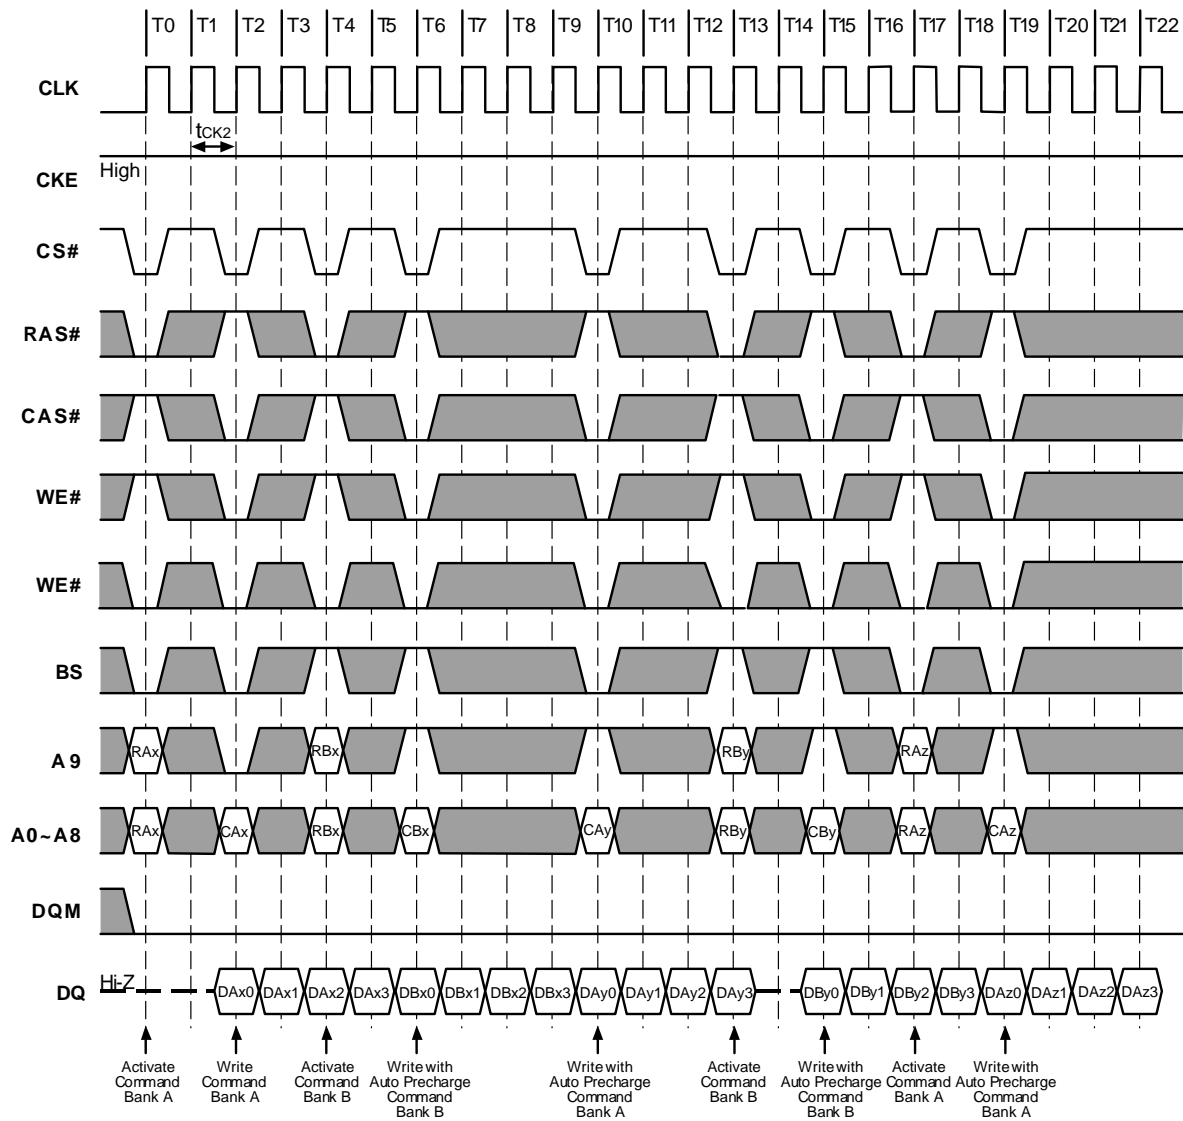 T0 T1 T2 T3 T4 T5 T6 T7 T8 T9 T10 T11 T12 T13 T14 T15 T16 T17 T18 T19 T20 T21 T22
CLK
tCK2
High
CKE
CS#
RAS#
CAS#
WE#
WE#
BS
A9 RAx RBx RBy RAz
A0~A8 RAx CAx RBx CBx CAy RBy CBy RAz CAz
DQM
DQ Hi-Z DAx0 DAx1 DAx2 DAx3 DBx0 DBx1 DBx2 DBx3 DAy0 DAy1 DAy2 DAy3 DBy0 DBy1 DBy2 DBy3 DAz0 DAz1 DAz2 DAz3
Activate
Command
Bank A
Write
Command
Bank A
Activate
Command
Bank B
Write with
Auto Precharge
Command
Bank B
Write with
Auto Precharge
Command
Bank A
Activate
Command
Bank B
Write with
Auto Precharge
Command
Bank B
Activate
Command
Bank A
Write with
Auto Precharge
Command
Bank A